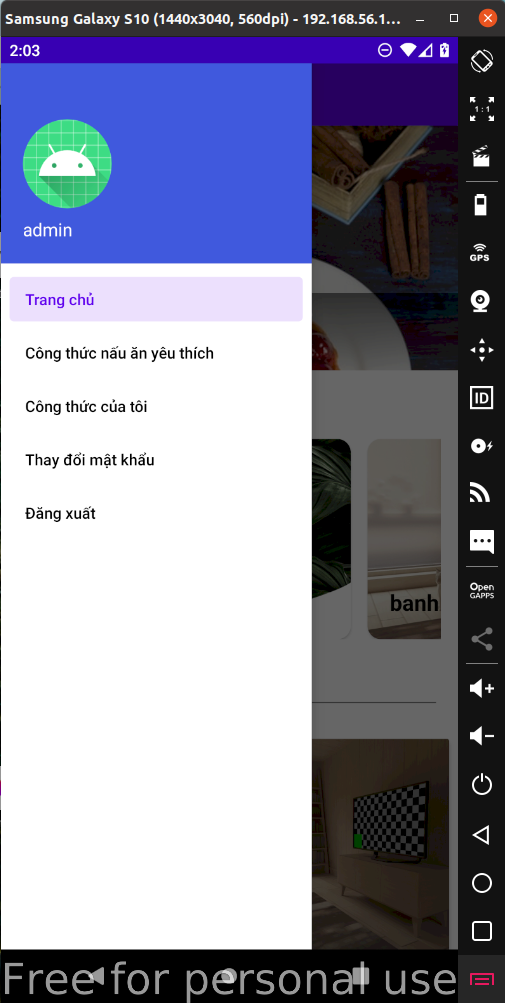 Samsung Galaxy S10 (1440x3040, 560dpi) - 192.168.56.1...
2:03
1:1
GPS
admin
Trang chủ
Công thức nấu ăn yêu thích
Công thức của tôi
ID
Thay đổi mật khẩu
Đăng xuất
Open
GAPPS
banh
Free for personal use